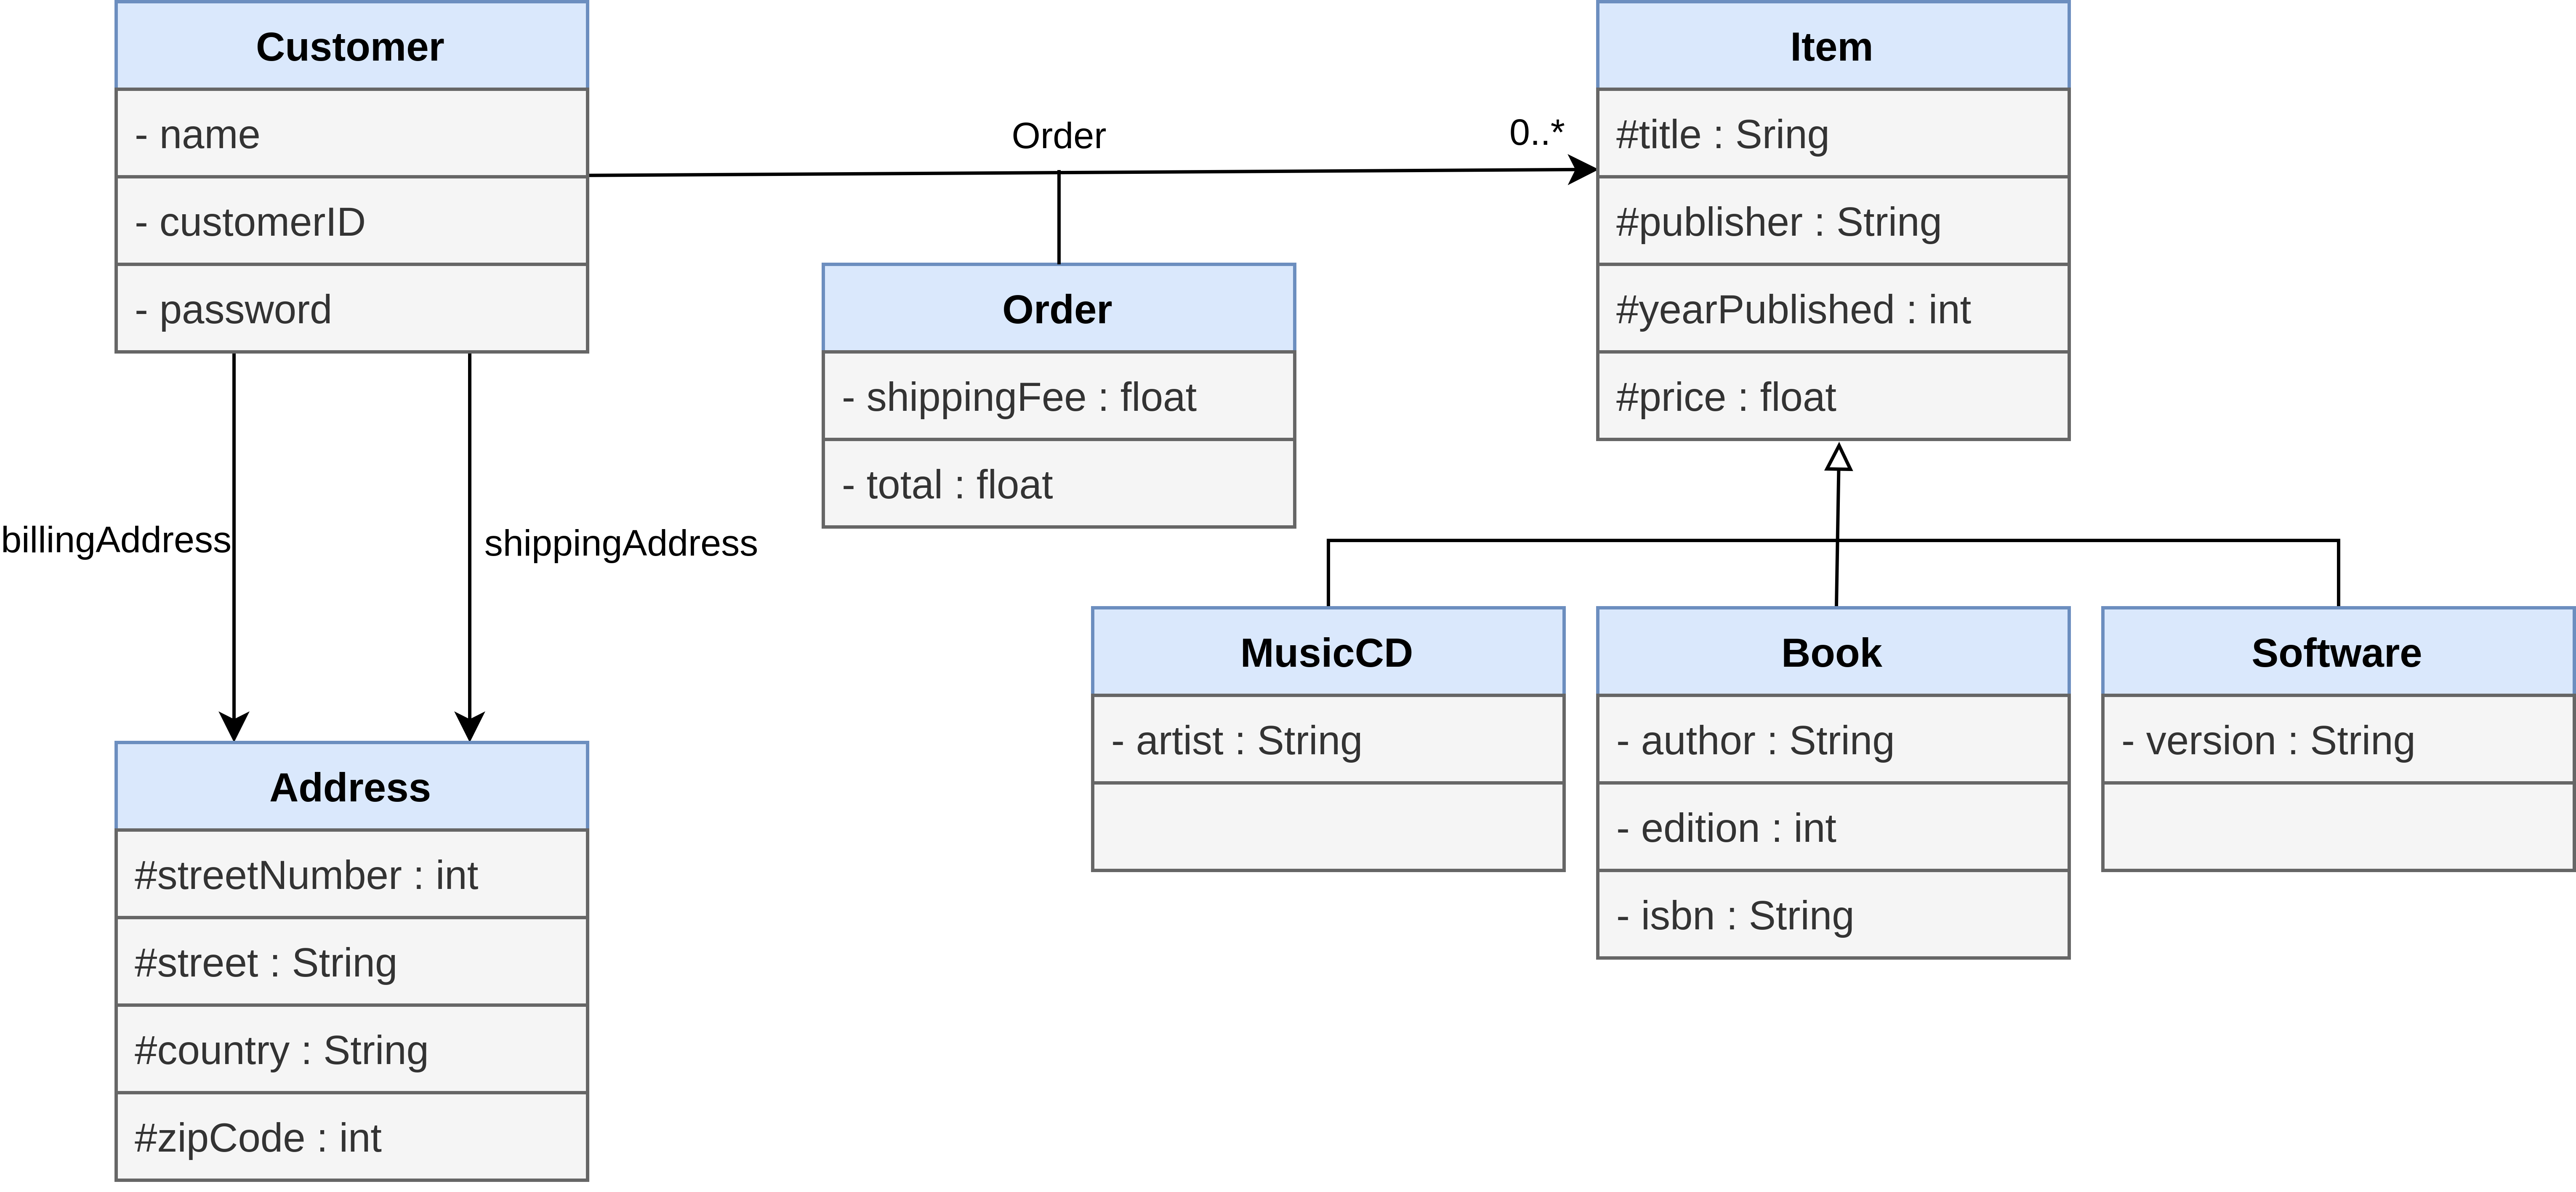 Customer
- name
- customerID
- password
Order
0..*
Item
#title : Sring
#publisher : String
#yearPublished : int
#price : float
Order
- shippingFee : float
- total : float
billingAddress
shippingAddress
Address
#streetNumber : int
#street : String
#country : String
#zipCode : int
MusicCD
- artist : String
Book
- author : String
- edition : int
- isbn : String
Software
- version : String